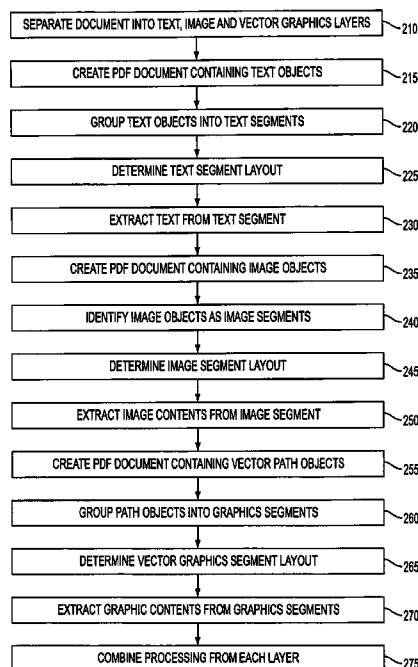 SEPARATE DOCUMENT INTO TEXT, IMAGE AND VECTOR GRAPHICS LAYERS 210
CREATE PDF DOCUMENT CONTAINING TEXT OBJECTS 215
GROUP TEXT OBJECTS INTO TEXT SEGMENTS 220
DETERMINE TEXT SEGMENT LAYOUT 225
EXTRACT TEXT FROM TEXT SEGMENT 230
CREATE PDF DOCUMENT CONTAINING IMAGE OBJECTS 235
IDENTIFY IMAGE OBJECTS AS IMAGE SEGMENTS 240
DETERMINE IMAGE SEGMENT LAYOUT 245
EXTRACT IMAGE CONTENTS FROM IMAGE SEGMENT 250
CREATE PDF DOCUMENT CONTAINING VECTOR PATH OBJECTS 255
GROUP PATH OBJECTS INTO GRAPHICS SEGMENTS 260
DETERMINE VECTOR GRAPHICS SEGMENT LAYOUT 265
EXTRACT GRAPHIC CONTENTS FROM GRAPHICS SEGMENTS 270
COMBINE PROCESSING FROM EACH LAYER 275